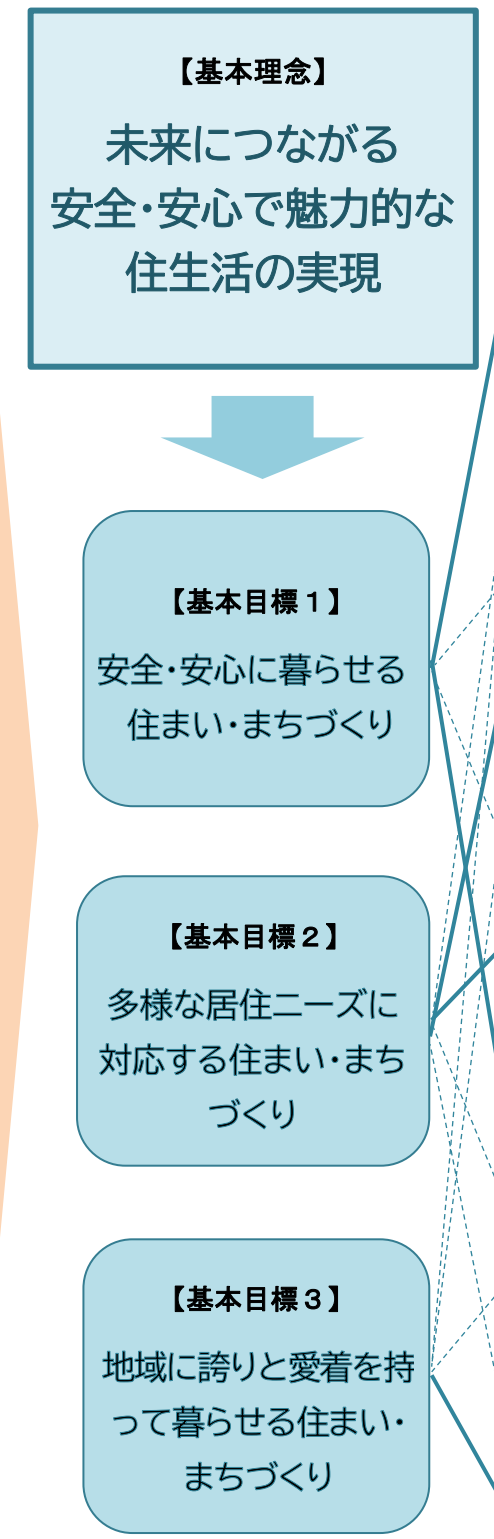 【基本理念】
未来につながる
安全・安心で魅力的な
住生活の実現
【基本目標１】
安全・安心に暮らせる
住まい・まちづくり
【基本目標２】
多様な居住ニーズに
対応する住まい・まち
づくり
【基本目標３】
地域に誇りと愛着を持
って暮らせる住まい・
まちづくり